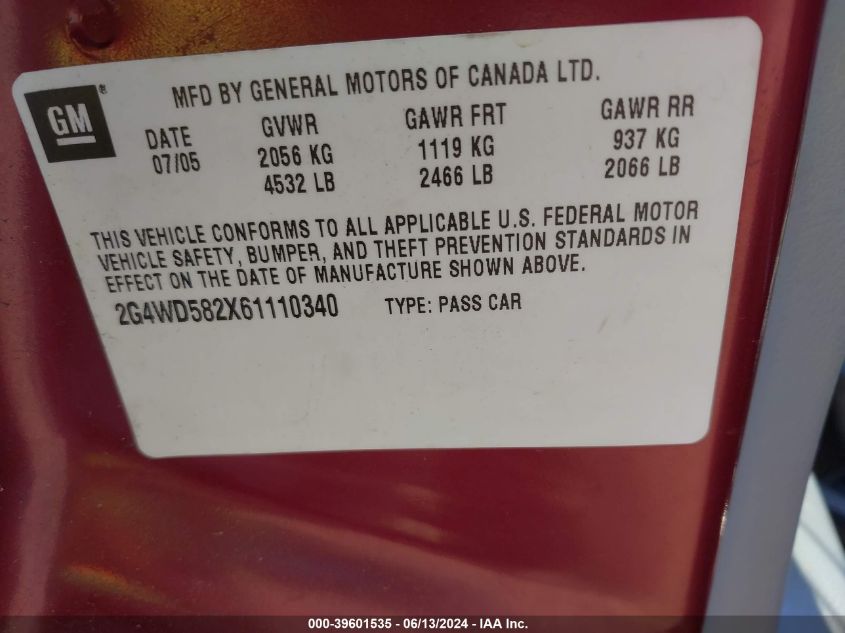 MFD BY GENERAL MOTORS OF CANADA LTD.
GM®
DATE GVWR GAWR FRT GAWR RR
07/05 2056 KG 1119 KG 937 KG
4532 LB 2466 LB 2066 LB
THIS VEHICLE CONFORMS TO ALL APPLICABLE U.S. FEDERAL MOTOR
VEHICLE SAFETY, BUMPER, AND THEFT PREVENTION STANDARDS IN
EFFECT ON THE DATE OF MANUFACTURE SHOWN ABOVE.
2G4WD582X61110340 TYPE: PASS CAR
000-39601535 - 06/13/2024 - IAA Inc.